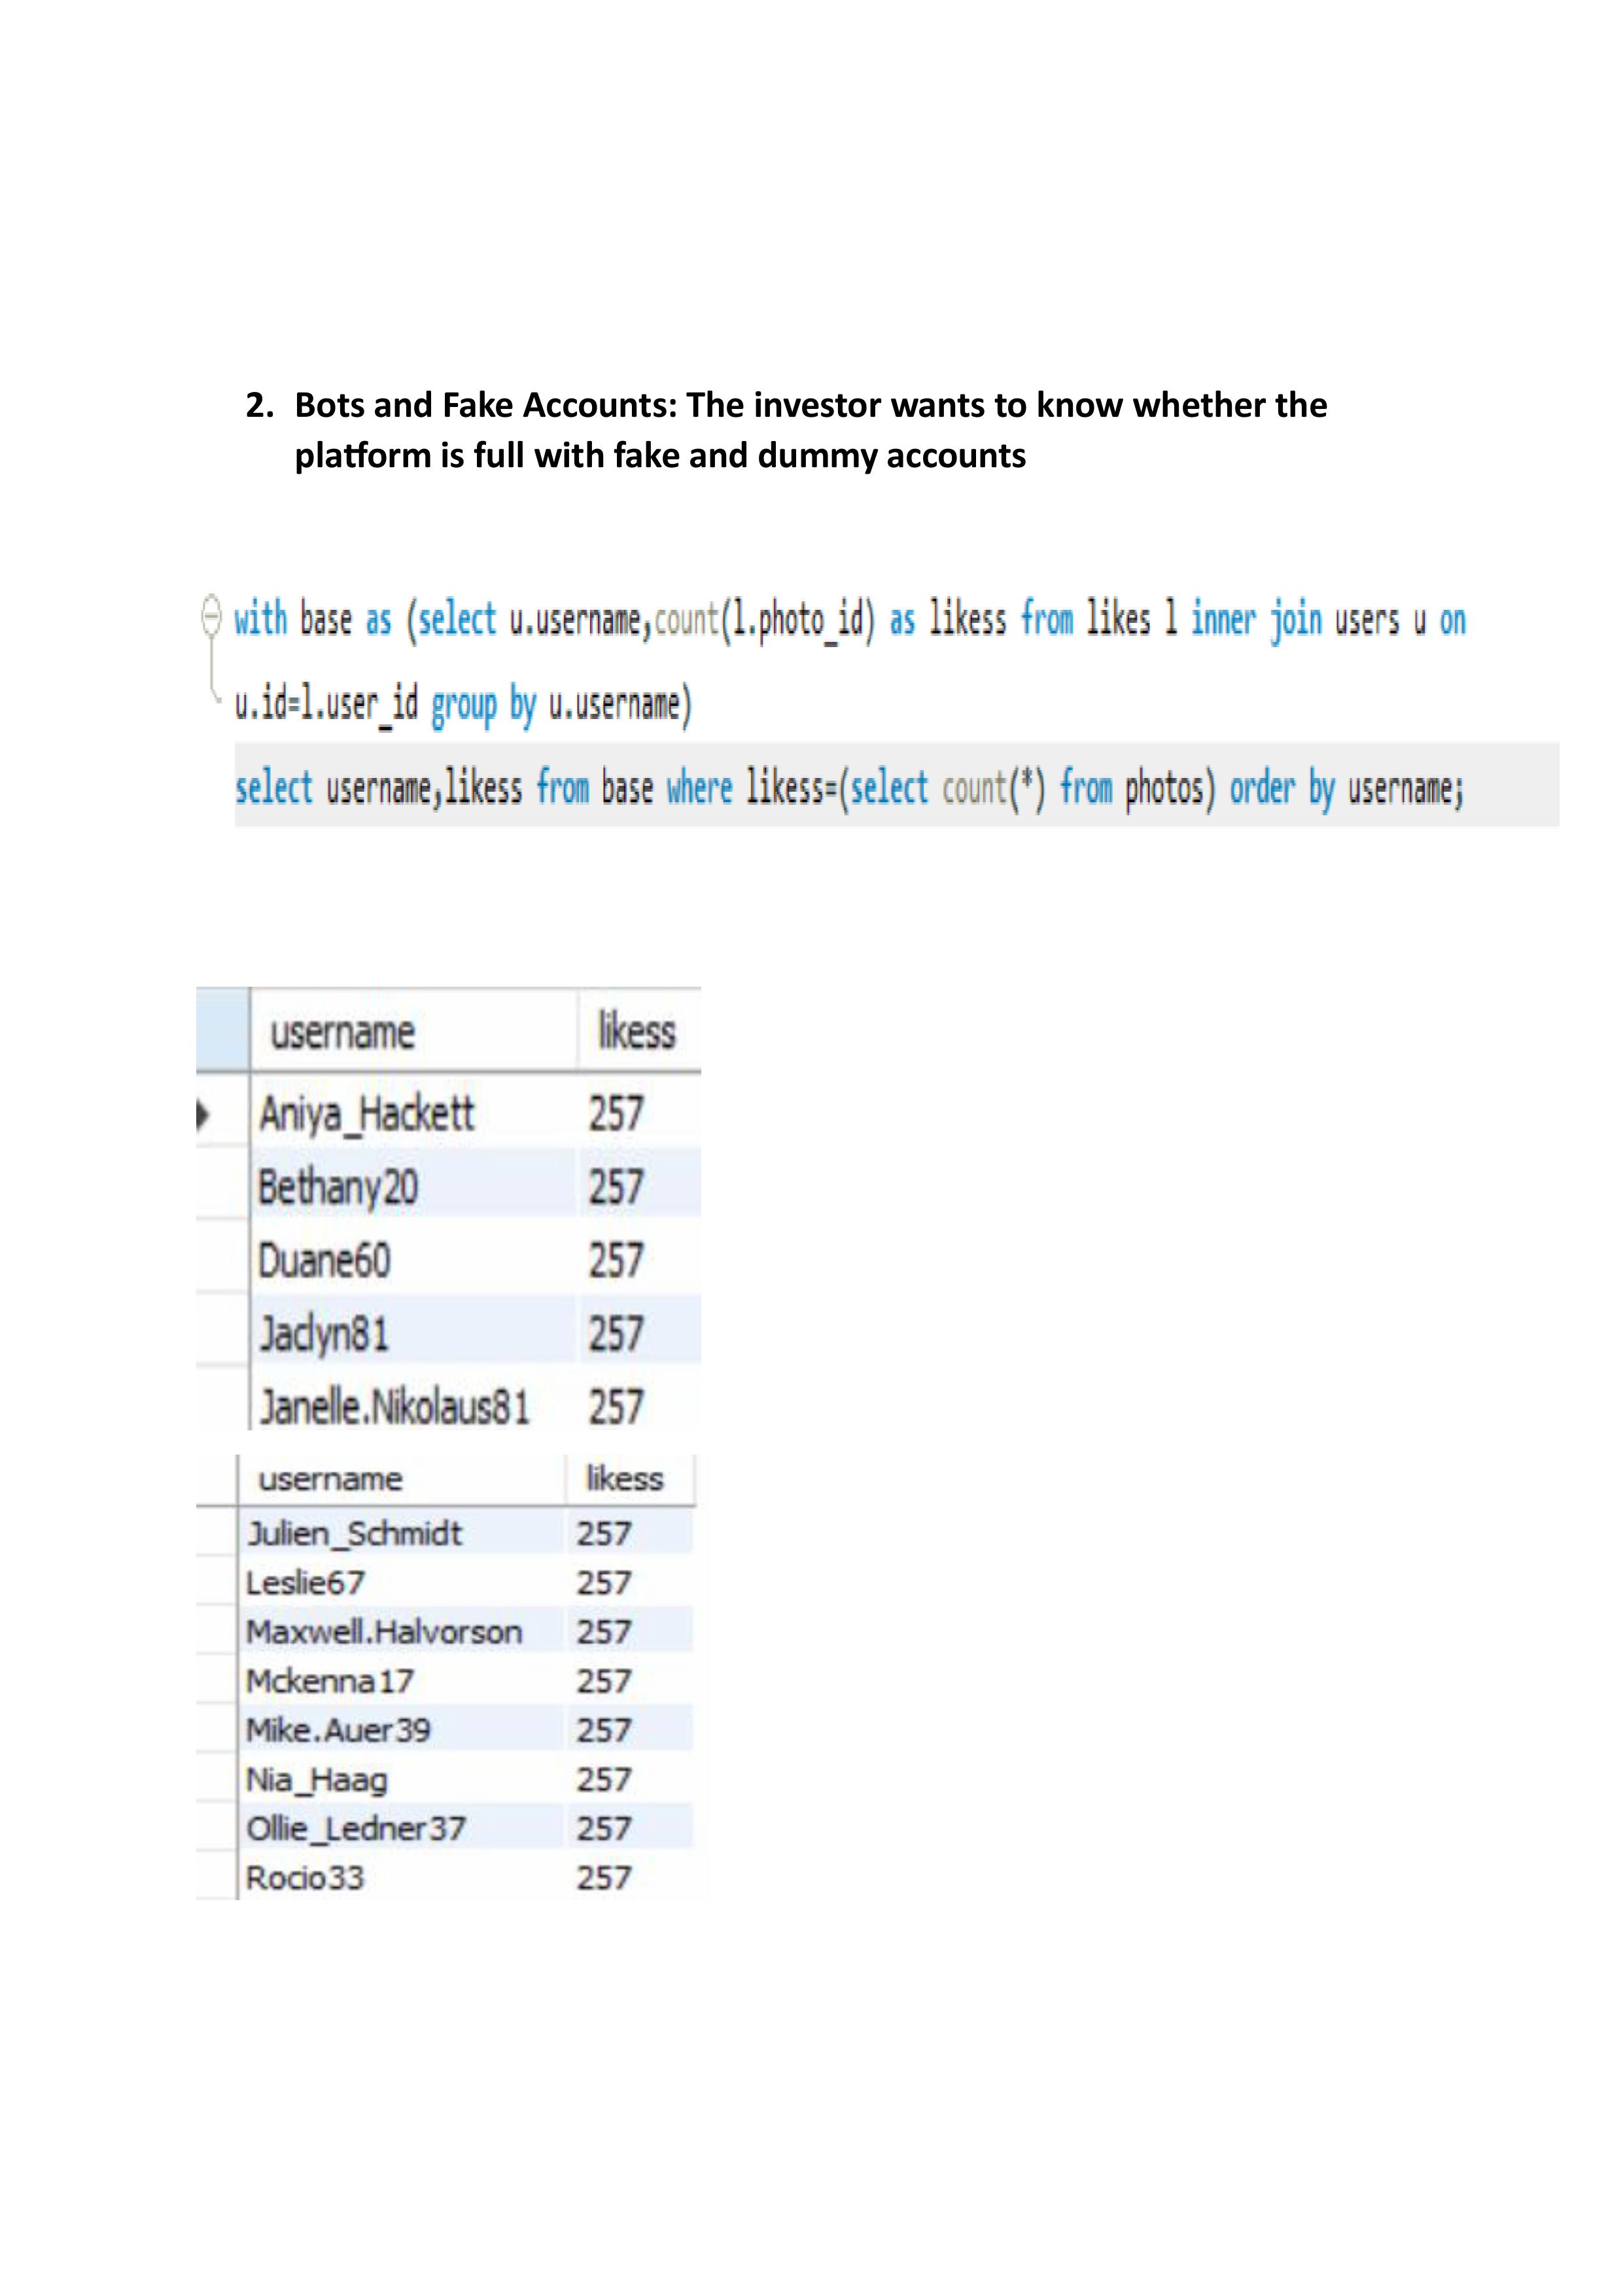 2. Bots and Fake Accounts: The investor wants to know whether the
platform is full with fake and dummy accounts
with base as (select u.username,count(l.photo_id) as likess from likes l inner join users u on
u.id=l.user_id group by u.username)
select username,likess from base where likess=(select count(*) from photos) order by username;
username likess
Aniya_Hackett 257
Bethany20 257
Duane60 257
Jaclyn81 257
Janelle.Nikolaus81 257
username likess
Julien_Schmidt 257
Leslie67 257
Maxwell.Halvorson 257
Mckenna17 257
Mike.Auer39 257
Nia_Haag 257
Ollie_Ledner37 257
Rocio33 257